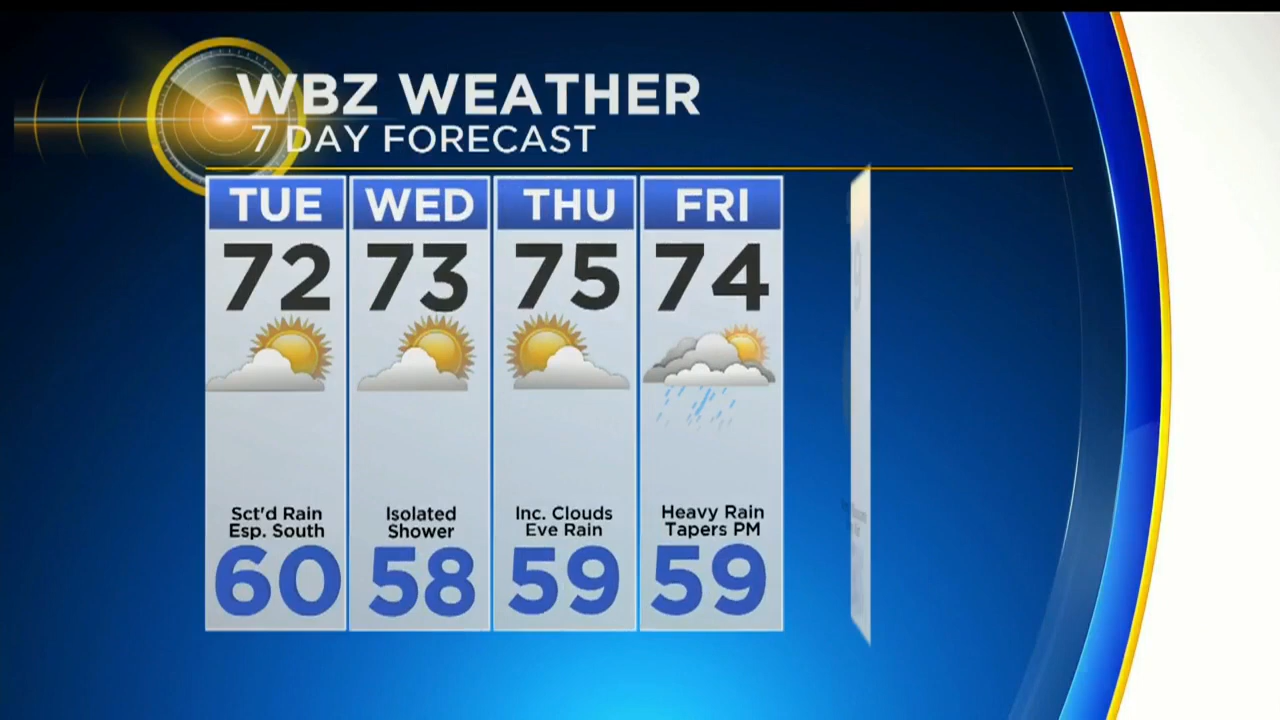 WBZ WEATHER
7 DAY FORECAST
TUE
72
Sct'd Rain
Esp. South
60
WED
73
Isolated
Shower
58
THU
75
Inc. Clouds
Eve Rain
59
FRI
74
Heavy Rain
Tapers PM
59